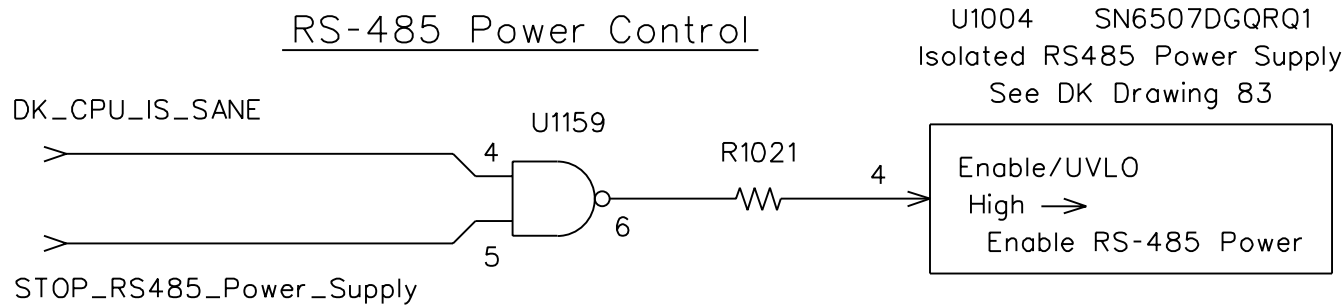 RS-485 Power Control
U1004 SN6507DGQRQ1
Isolated RS485 Power Supply
See DK Drawing 83
DK_CPU_IS_SANE
U1159
4
R1021
4
Enable/UVLO
High
Enable RS-485 Power
6
5
STOP_RS485_Power_Supply